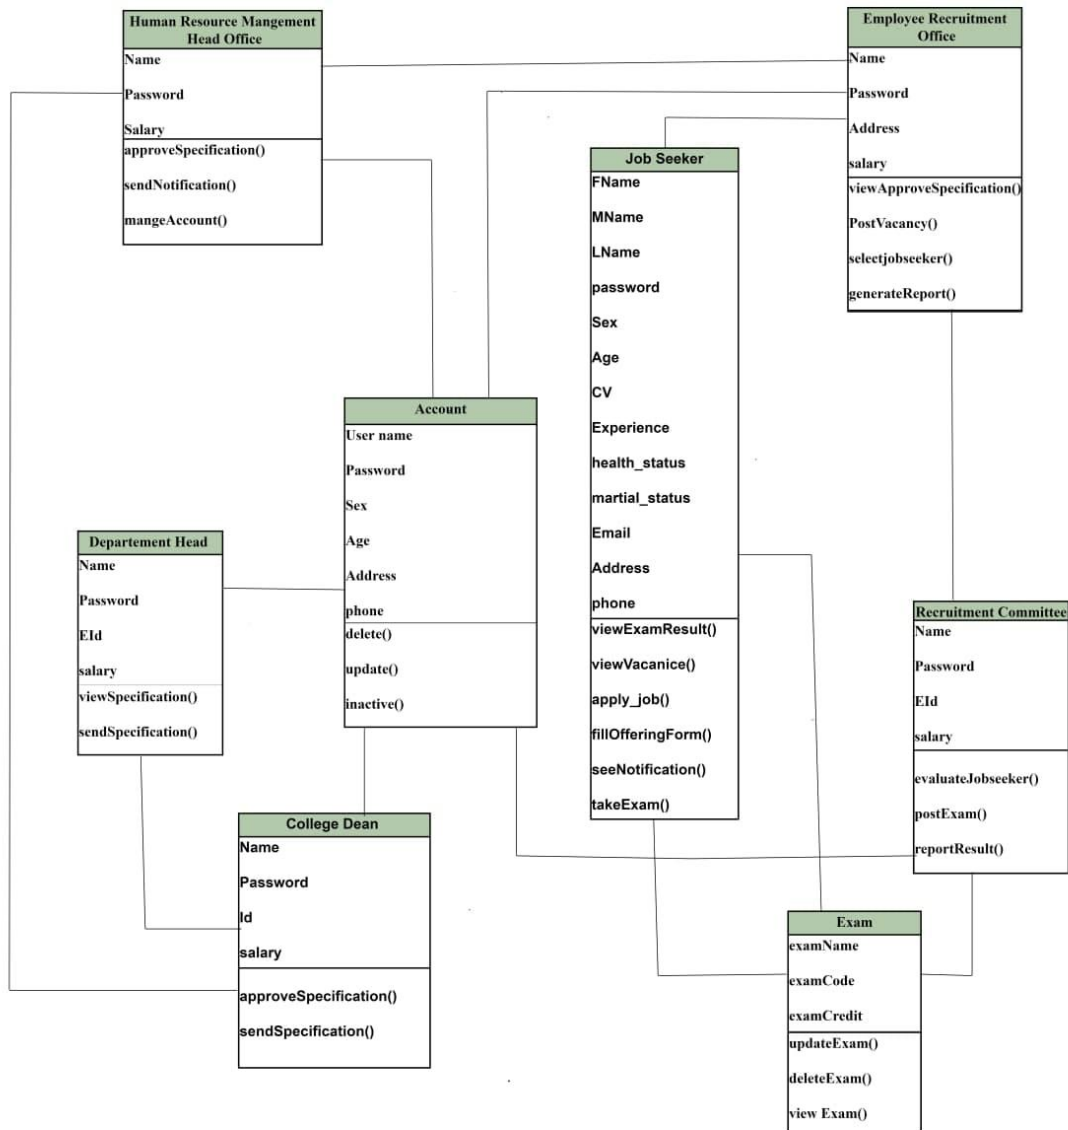 Human Resource Mangement
Head Office
Name
Password
Salary
approveSpecification()
sendNotification()
mangeAccount()
Employee Recruitment
Office
Name
Password
Address
salary
viewApproveSpecification()
PostVacancy()
selectjobseeker()
generateReport()
Job Seeker
FName
MName
LName
password
Sex
Age
CV
Experience
health_status
martial_status
Email
Address
phone
viewExamResult()
viewVacanice()
apply_job()
fillOfferingForm()
seeNotification()
takeExam()
Account
User name
Password
Sex
Age
Address
phone
delete()
update()
inactive()
Departement Head
Name
Password
EId
salary
viewSpecification()
sendSpecification()
Recruitment Committee
Name
Password
EId
salary
evaluateJobseeker()
postExam()
reportResult()
College Dean
Name
Password
Id
salary
approveSpecification()
sendSpecification()
Exam
examName
examCode
examCredit
updateExam()
deleteExam()
view Exam()